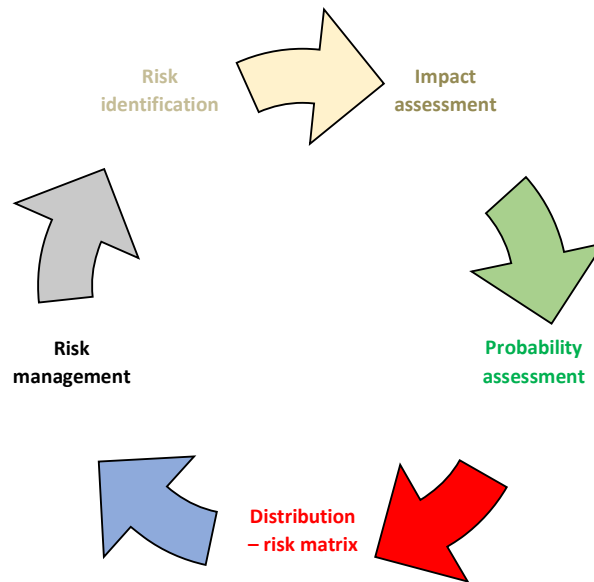 Risk
identification
Impact
assessment
Probability
assessment
Distribution
– risk matrix
Risk
management